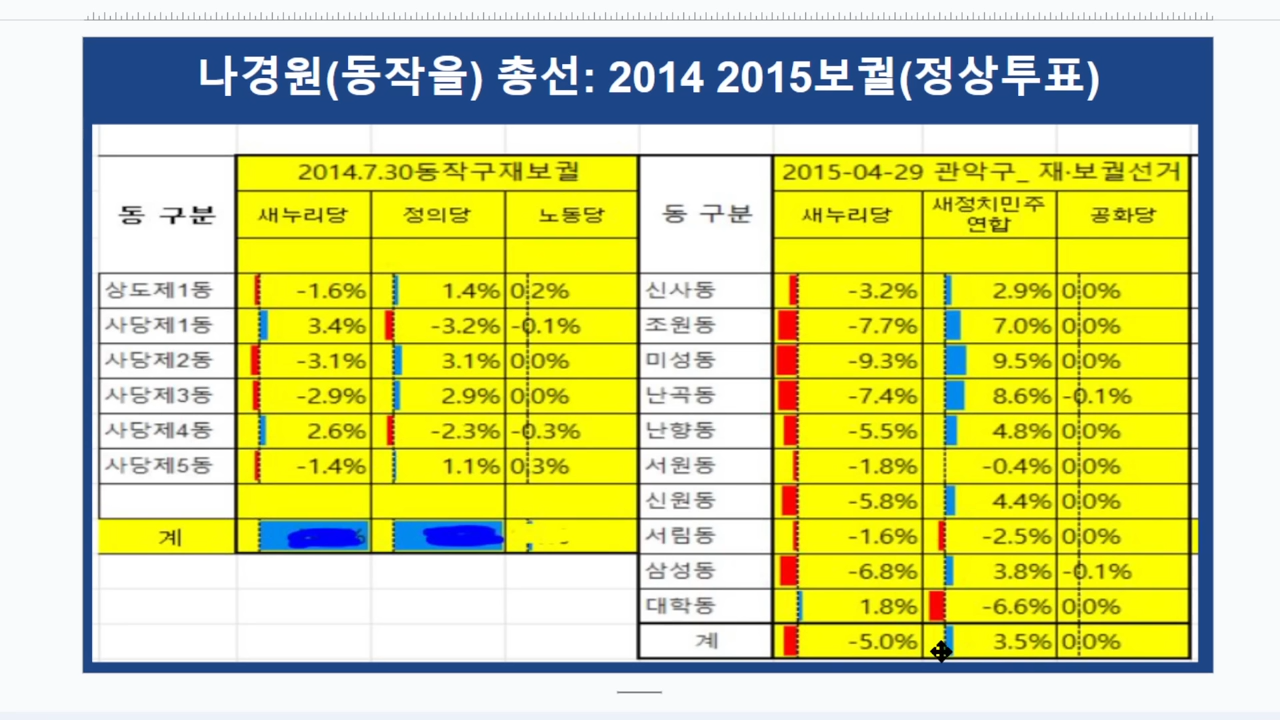 나경원(동작을) 총선: 2014 2015보궐(정상투표)
동 구분 2014.7.30동작구재보궐
새누리당 정의당 노동당
상도제1동 -1.6% 1.4% 0.2%
사당제1동 3.4% -3.2% -0.1%
사당제2동 -3.1% 3.1% 0.0%
사당제3동 -2.9% 2.9% 0.0%
사당제4동 2.6% -2.3% -0.3%
사당제5동 -1.4% 1.1% 0.3%
계
동 구분 2015-04-29 관악구_ 재·보궐선거
새누리당 새정치민주 공화당
연합
신사동 -3.2% 2.9% 0.0%
조원동 -7.7% 7.0% 0.0%
미성동 -9.3% 9.5% 0.0%
난곡동 -7.4% 8.6% -0.1%
난향동 -5.5% 4.8% 0.0%
서원동 -1.8% -0.4% 0.0%
신원동 -5.8% 4.4% 0.0%
서림동 -1.6% -2.5% 0.0%
삼성동 -6.8% 3.8% -0.1%
대학동 1.8% -6.6% 0.0%
계 -5.0% 3.5% 0.0%